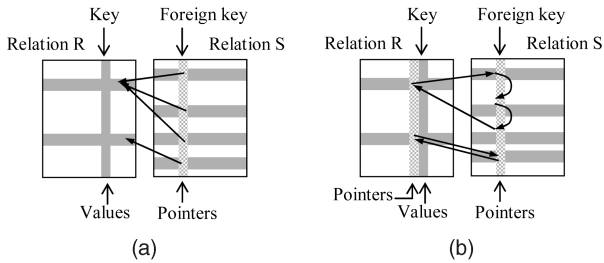 Key
Foreign key
Relation R
Relation S
Values
Pointers
(a)
Key
Foreign key
Relation R
Relation S
Pointers
Values
Pointers
(b)